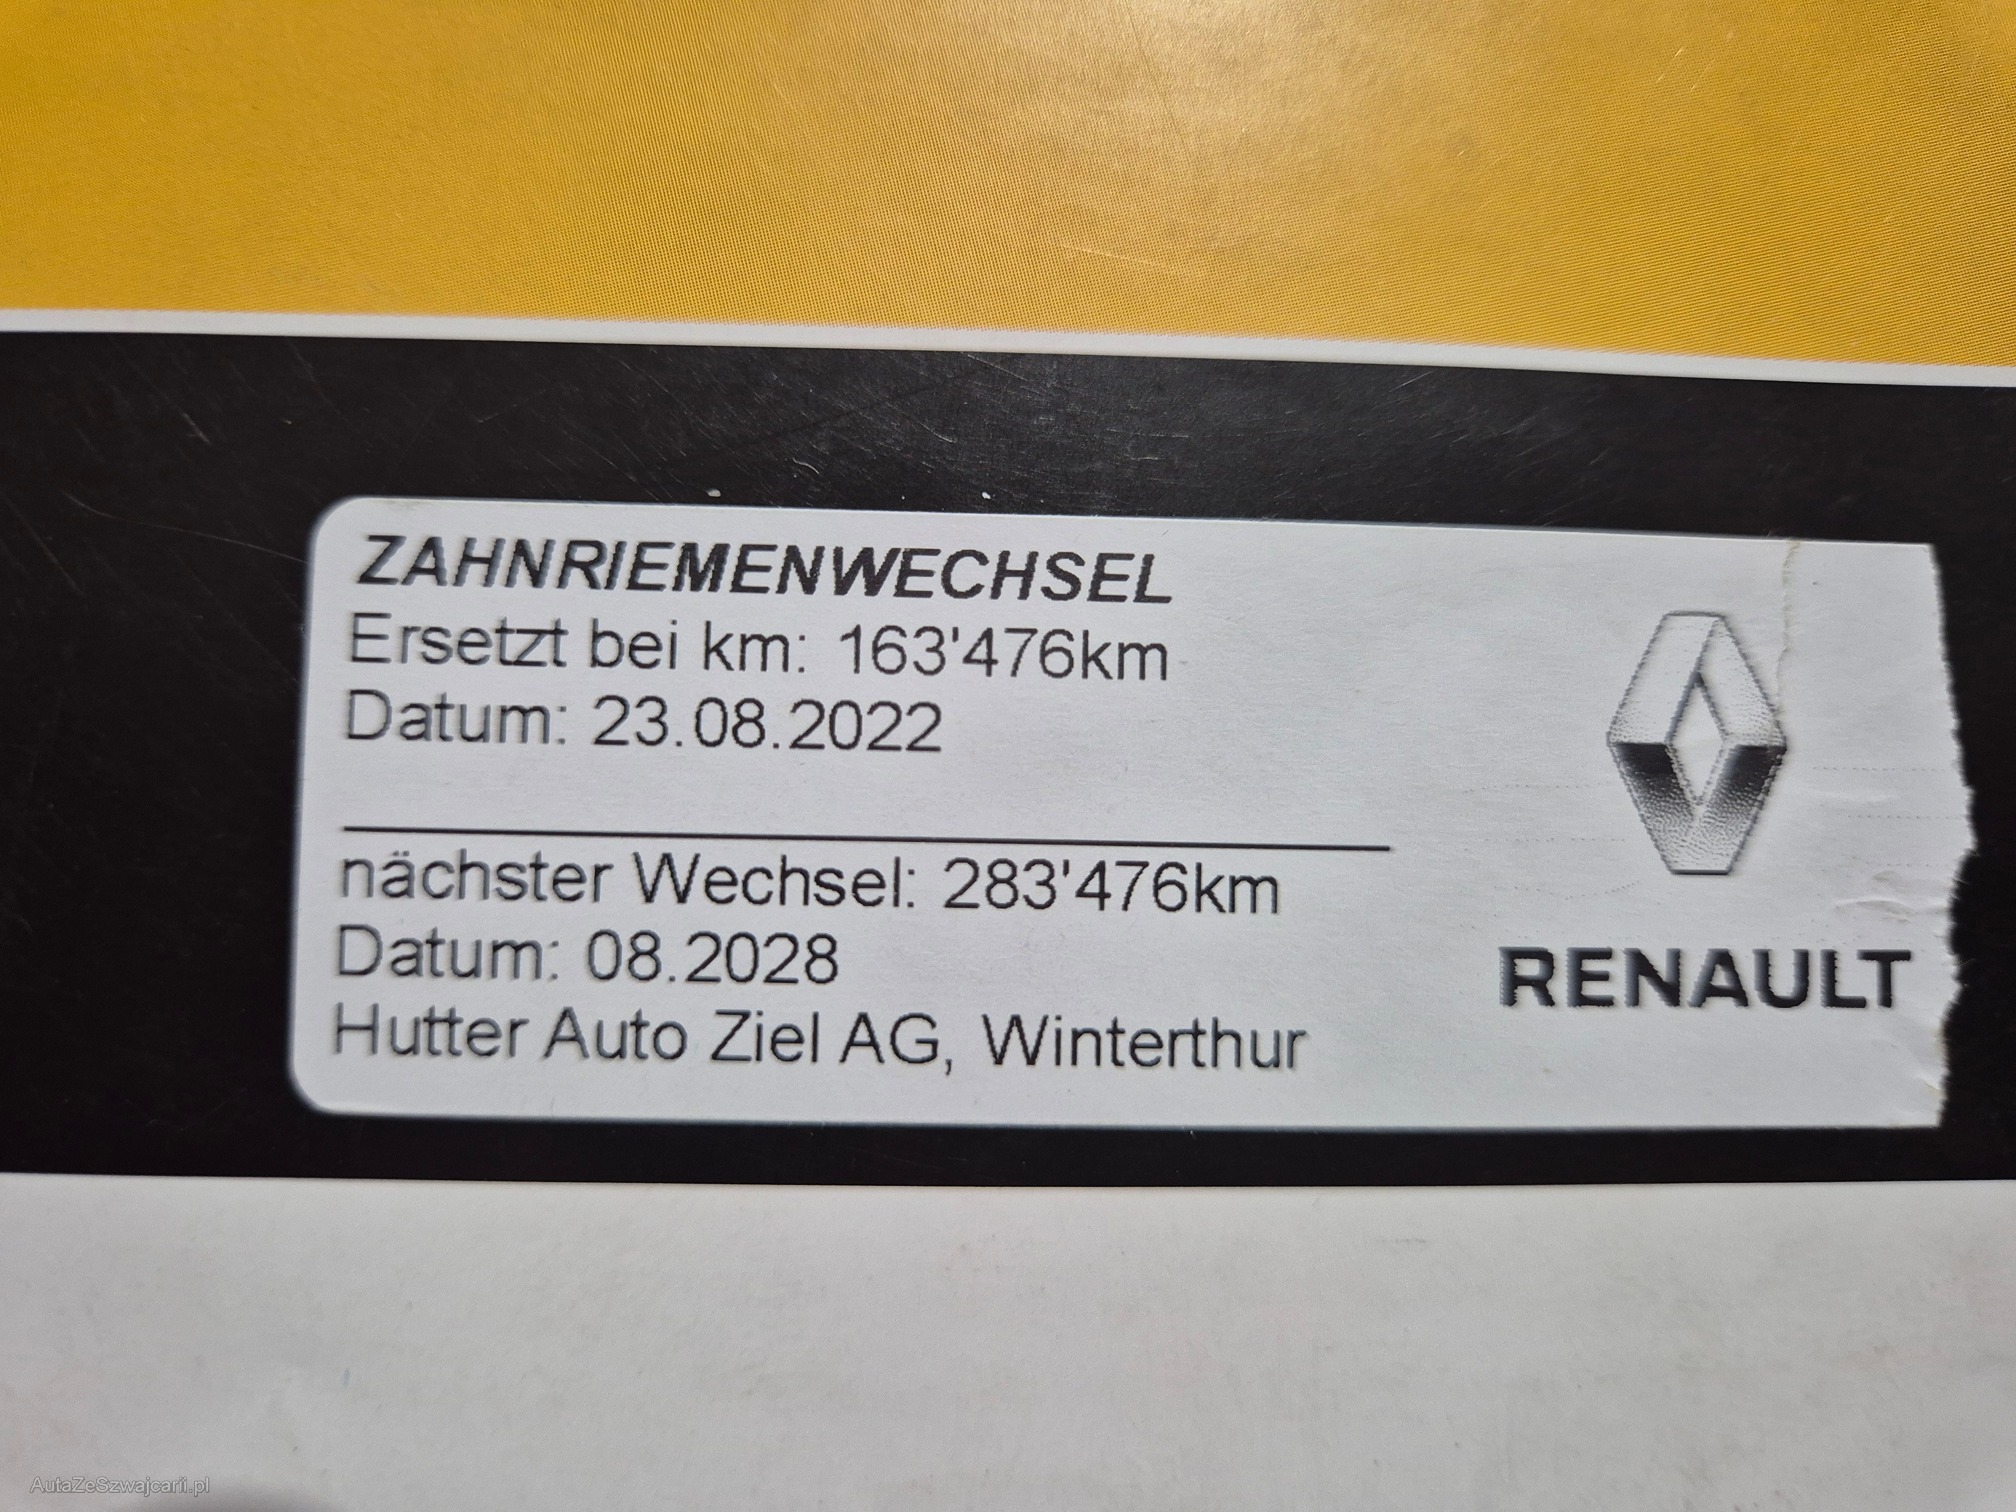 ZAHNRIEMENWECHSEL
Ersetzt bei km: 163'476km
Datum: 23.08.2022
nächster Wechsel: 283'476km
Datum: 08.2028
Hutter Auto Ziel AG, Winterthur
RENAULT
AutaZeSzwajcarii.pl